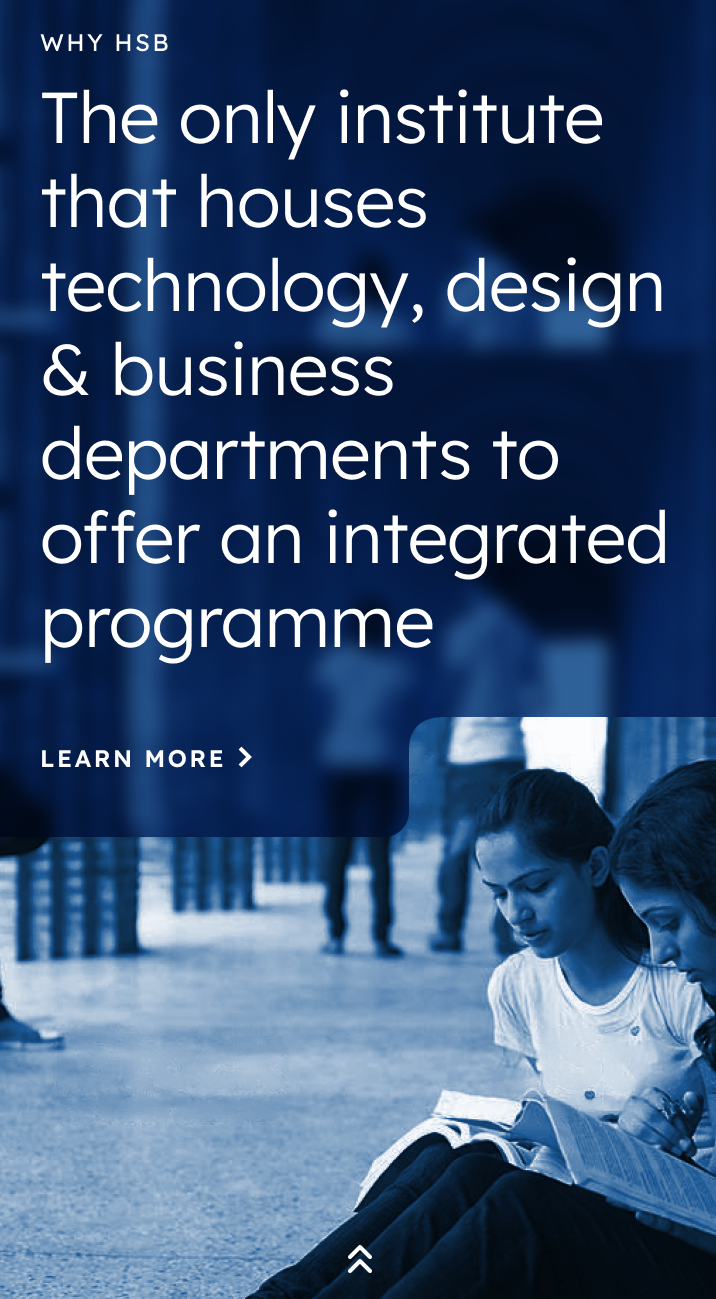 WHY HSB
The only institute
that houses
technology, design
& business
departments to
offer an integrated
programme
LEARN MORE